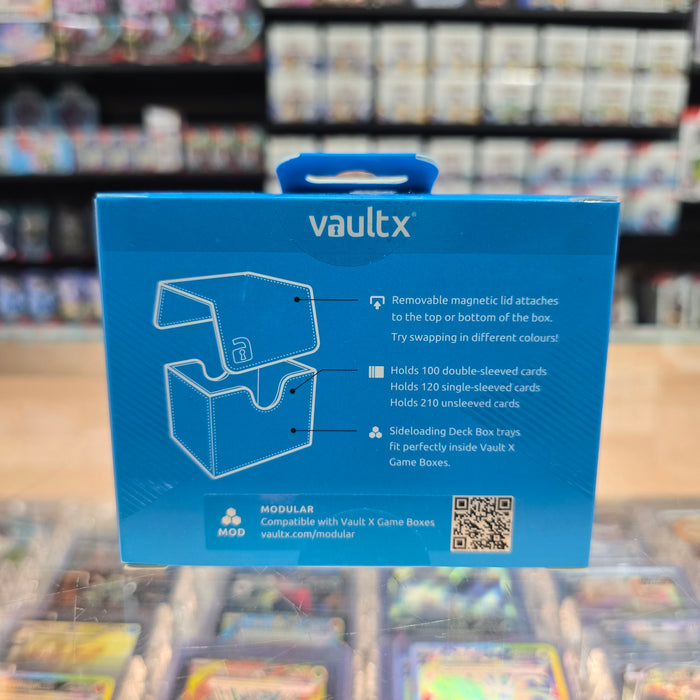 vaultx®
Removable magnetic lid attaches
to the top or bottom of the box.
Try swapping in different colours!
Holds 100 double-sleeved cards
Holds 120 single-sleeved cards
Holds 210 unsleeved cards
Sideloading Deck Box trays
fit perfectly inside Vault X
Game Boxes.
MOD
MODULAR
Compatible with Vault X Game Boxes
vaultx.com/modular